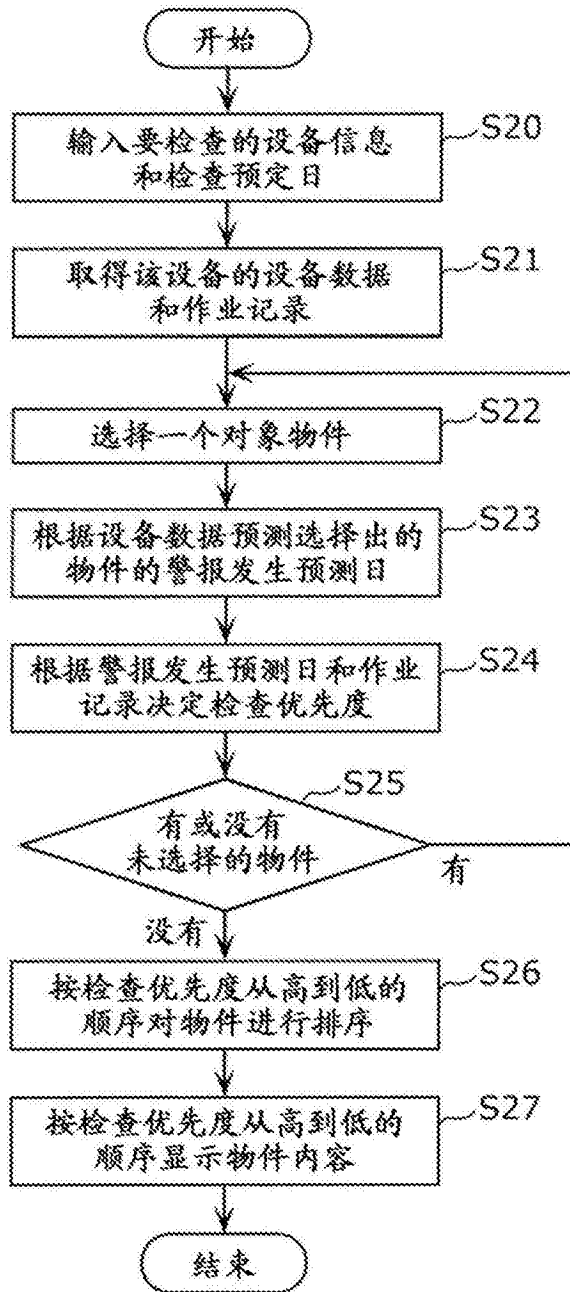 开始
S20
输入要检查的设备信息
和检查预定日
S21
取得该设备的设备数据
和作业记录
S22
选择一个对象物件
S23
根据设备数据预测选择出的
物件的警报发生预测日
S24
根据警报发生预测日和作业
记录决定检查优先度
S25
有或没有
未选择的物件
有
没有
S26
按检查优先度从高到低的
顺序对物件进行排序
S27
按检查优先度从高到低的
顺序显示物件内容
结束